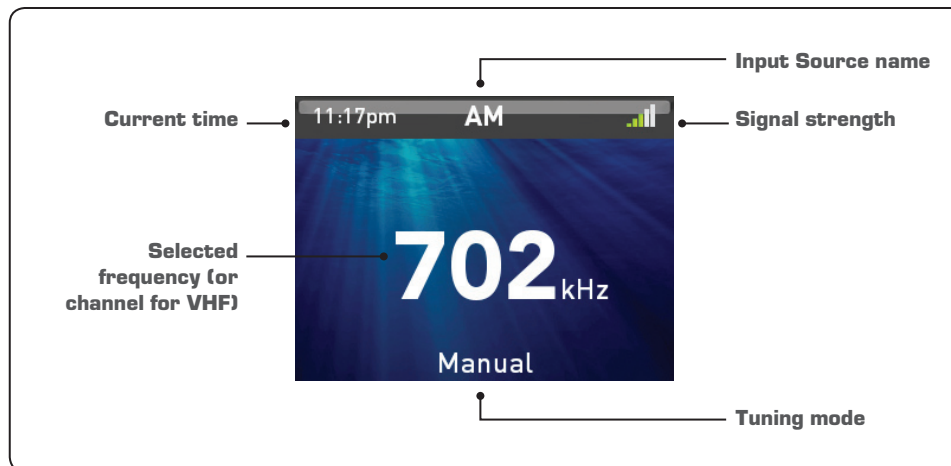 Input Source name
Current time
Signal strength
11:17pm AM
Selected
frequency (or
channel for VHF)
702kHz
Manual
Tuning mode